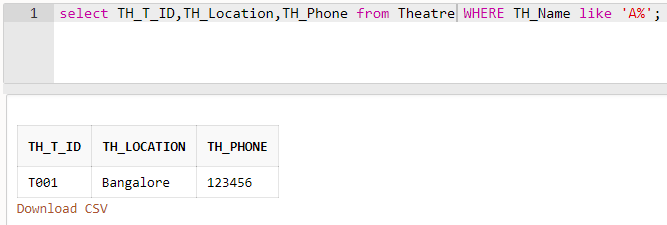 1 select TH_T_ID,TH_Location,TH_Phone from Theatre WHERE TH_Name like 'A%';
TH_T_ID TH_LOCATION TH_PHONE
T001 Bangalore 123456
Download CSV